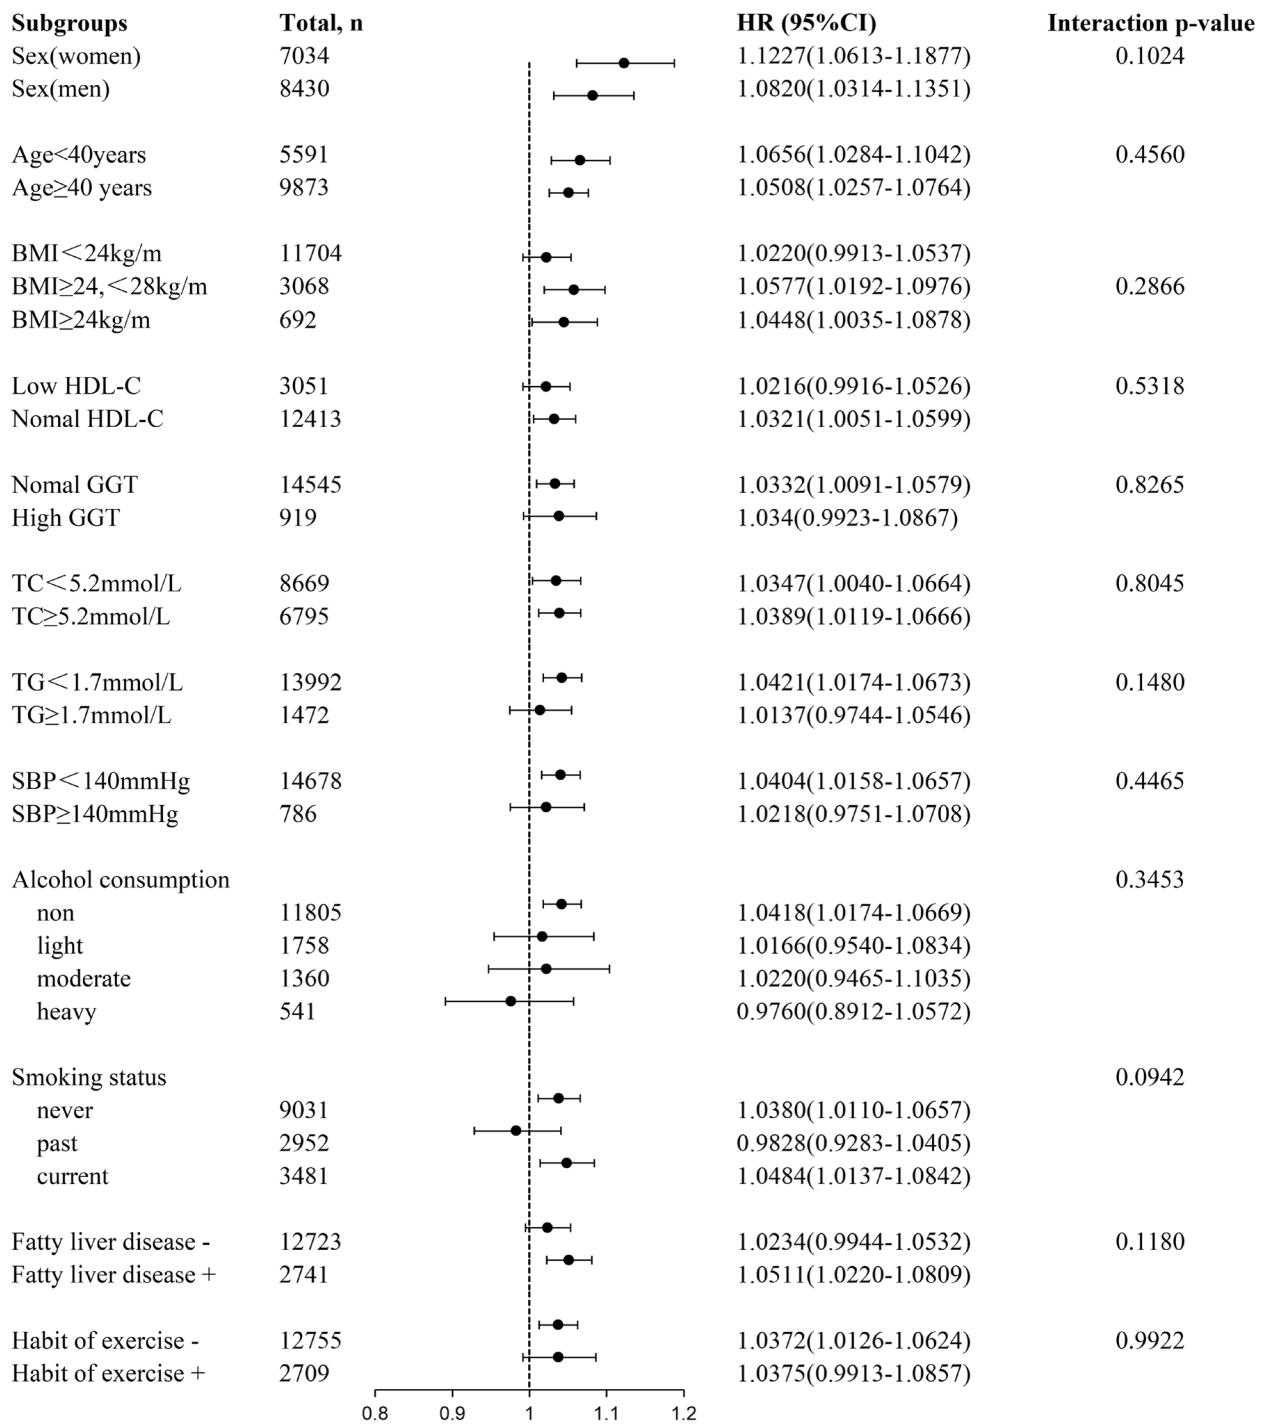 Subgroups Total, n HR (95%CI) Interaction p-value
Sex(women) 7034 1.1227(1.0613-1.1877) 0.1024
Sex(men) 8430 1.0820(1.0314-1.1351)
Age<40years 5591 1.0656(1.0284-1.1042) 0.4560
Age≥40 years 9873 1.0508(1.0257-1.0764)
BMI<24kg/m 11704 1.0220(0.9913-1.0537)
BMI≥24,<28kg/m 3068 1.0577(1.0192-1.0976) 0.2866
BMI≥24kg/m 692 1.0448(1.0035-1.0878)
Low HDL-C 3051 1.0216(0.9916-1.0526) 0.5318
Nomal HDL-C 12413 1.0321(1.0051-1.0599)
Nomal GGT 14545 1.0332(1.0091-1.0579) 0.8265
High GGT 919 1.034(0.9923-1.0867)
TC<5.2mmol/L 8669 1.0347(1.0040-1.0664) 0.8045
TC≥5.2mmol/L 6795 1.0389(1.0119-1.0666)
TG<1.7mmol/L 13992 1.0421(1.0174-1.0673) 0.1480
TG≥1.7mmol/L 1472 1.0137(0.9744-1.0546)
SBP<140mmHg 14678 1.0404(1.0158-1.0657) 0.4465
SBP≥140mmHg 786 1.0218(0.9751-1.0708)
Alcohol consumption 0.3453
non 11805 1.0418(1.0174-1.0669)
light 1758 1.0166(0.9540-1.0834)
moderate 1360 1.0220(0.9465-1.1035)
heavy 541 0.9760(0.8912-1.0572)
Smoking status 0.0942
never 9031 1.0380(1.0110-1.0657)
past 2952 0.9828(0.9283-1.0405)
current 3481 1.0484(1.0137-1.0842)
Fatty liver disease - 12723 1.0234(0.9944-1.0532) 0.1180
Fatty liver disease + 2741 1.0511(1.0220-1.0809)
Habit of exercise - 12755 1.0372(1.0126-1.0624) 0.9922
Habit of exercise + 2709 1.0375(0.9913-1.0857)
0.8 0.9 1 1.1 1.2